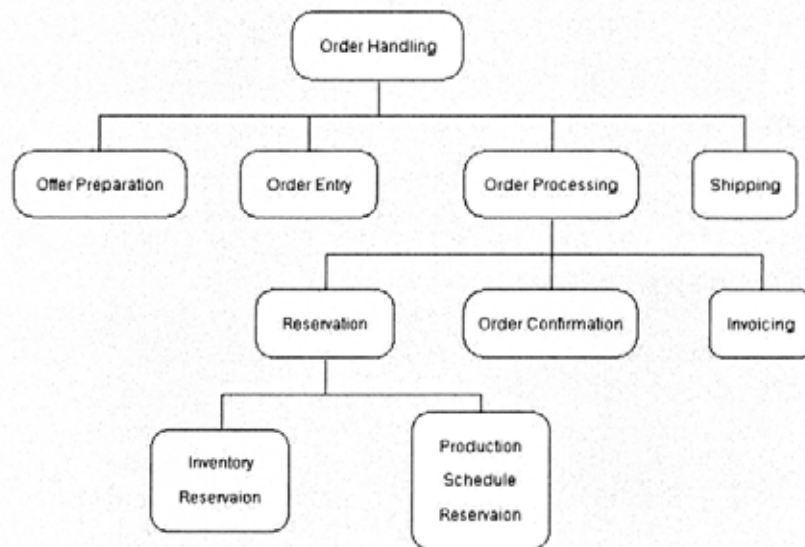 Order Handling
Offer Preparation
Order Entry
Order Processing
Shipping
Reservation
Order Confirmation
Invoicing
Inventory
Reservaion
Production
Schedule
Reservaion